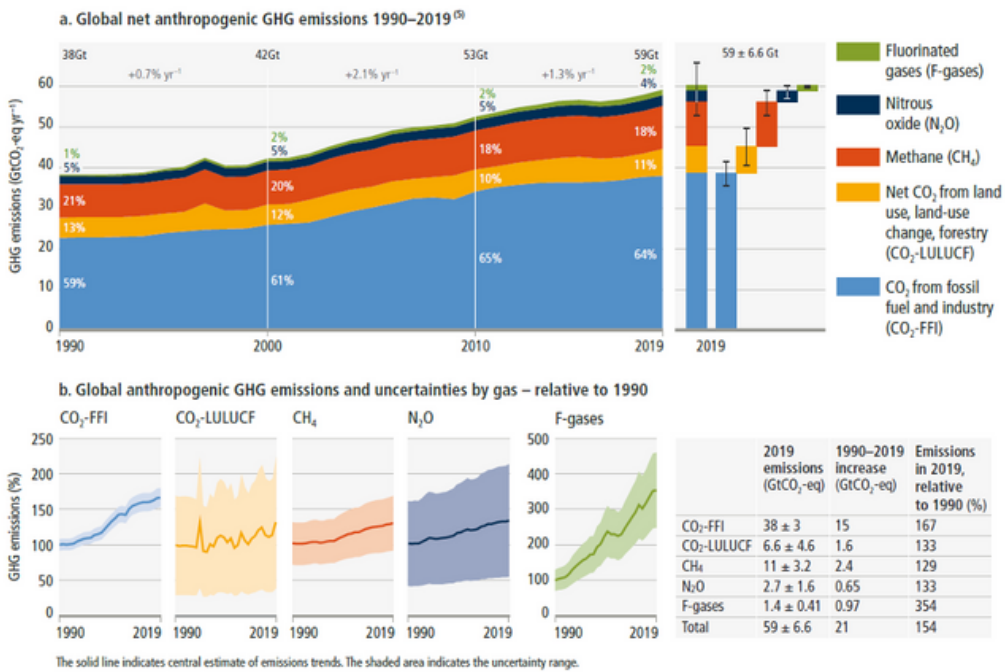 a. Global net anthropogenic GHG emissions 1990–2019 (5)
38Gt 42Gt 53Gt 59Gt 59 ± 6.6 Gt
+0.7% yr⁻¹ +2.1% yr⁻¹ +1.3% yr⁻¹
GHG emissions (GtCO₂-eq yr⁻¹)
60
50
40
30
20
10
0
1%
5%
21%
13%
59%
2%
5%
20%
12%
61%
2%
5%
18%
10%
65%
2%
4%
18%
11%
64%
1990 2000 2010 2019 2019
Fluorinated
gases (F-gases)
Nitrous
oxide (N₂O)
Methane (CH₄)
Net CO₂ from land
use, land-use
change, forestry
(CO₂-LULUCF)
CO₂ from fossil
fuel and industry
(CO₂-FFI)
b. Global anthropogenic GHG emissions and uncertainties by gas – relative to 1990
CO₂-FFI CO₂-LULUCF CH₄ N₂O F-gases
GHG emissions (%)
250
200
150
100
50
0
500
400
300
200
100
0
1990 2019 1990 2019 1990 2019 1990 2019 1990 2019
2019 1990–2019 Emissions
emissions increase in 2019,
(GtCO₂-eq) (GtCO₂-eq) relative
to 1990 (%)
CO₂-FFI 38 ± 3 15 167
CO₂-LULUCF 6.6 ± 4.6 1.6 133
CH₄ 11 ± 3.2 2.4 129
N₂O 2.7 ± 1.6 0.65 133
F-gases 1.4 ± 0.41 0.97 354
Total 59 ± 6.6 21 154
The solid line indicates central estimate of emissions trends. The shaded area indicates the uncertainty range.